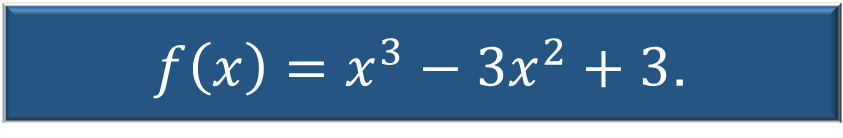 f(x) = x³ − 3x² + 3.